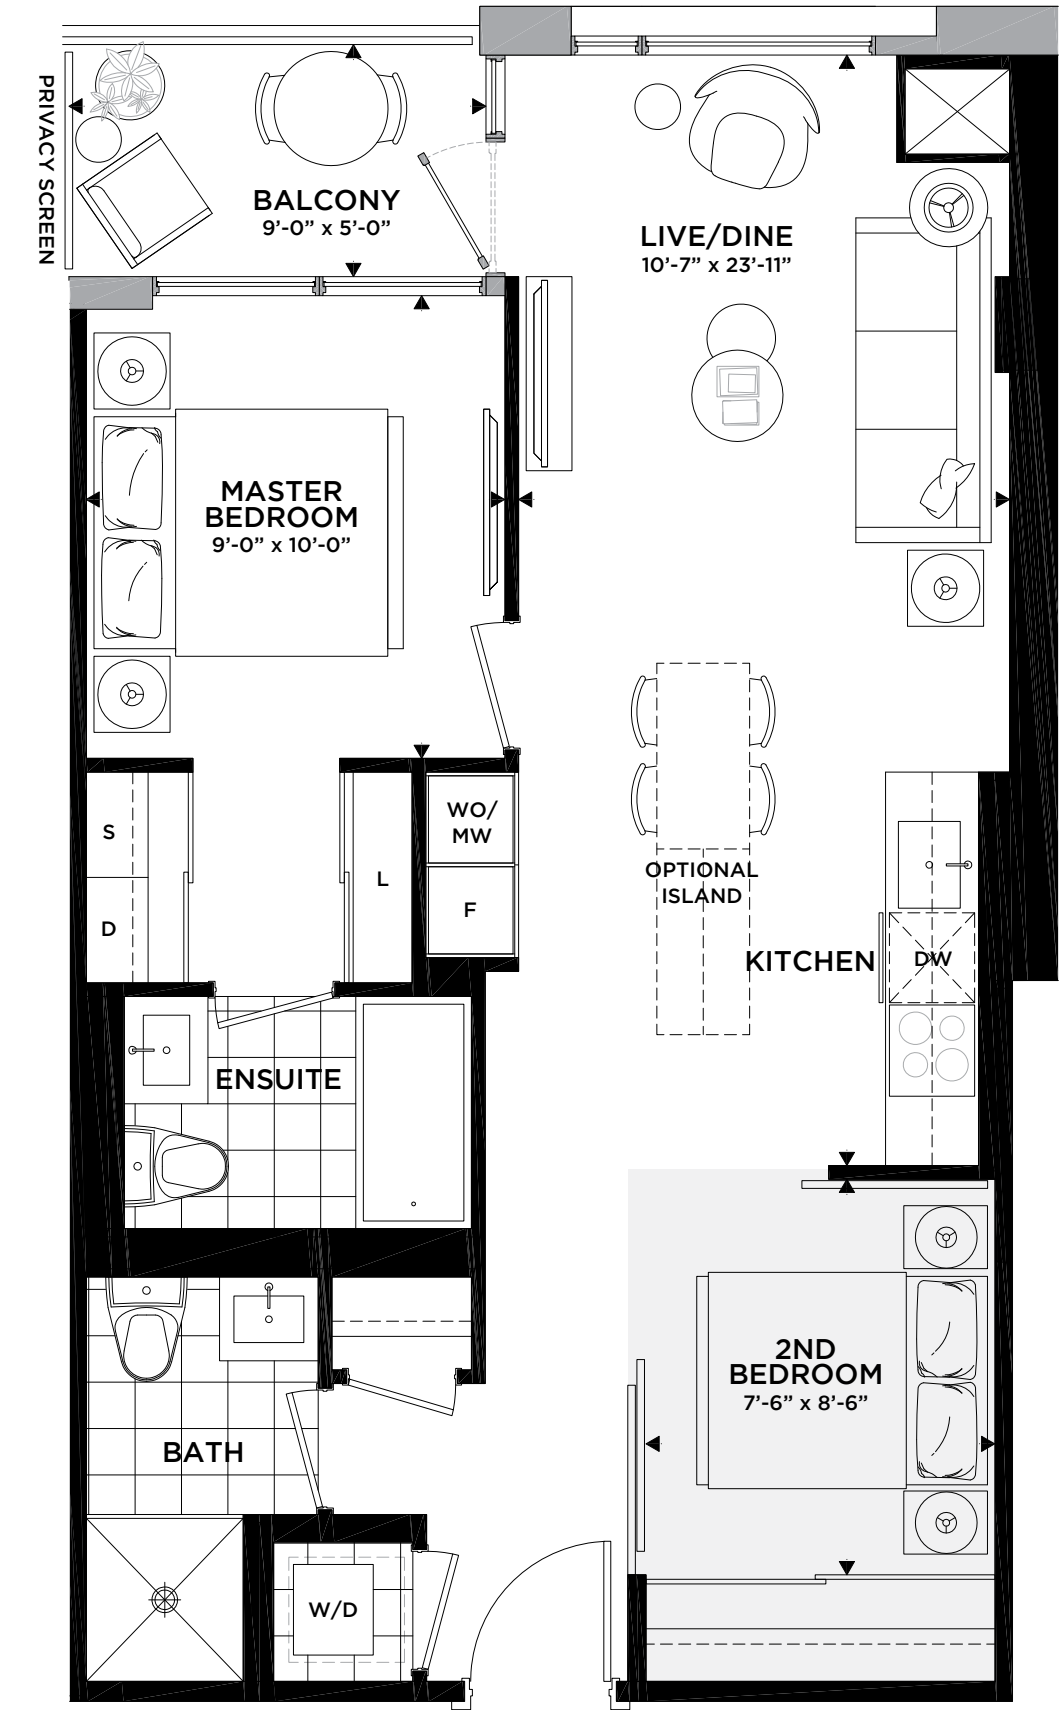 PRIVACY SCREEN
BALCONY
9’-0” x 5’-0”
LIVE/DINE
10’-7” x 23’-11”
MASTER
BEDROOM
9’-0” x 10’-0”
S
D
L
WO/
MW
F
OPTIONAL
ISLAND
KITCHEN
DW
ENSUITE
2ND
BEDROOM
7’-6” x 8’-6”
BATH
W/D